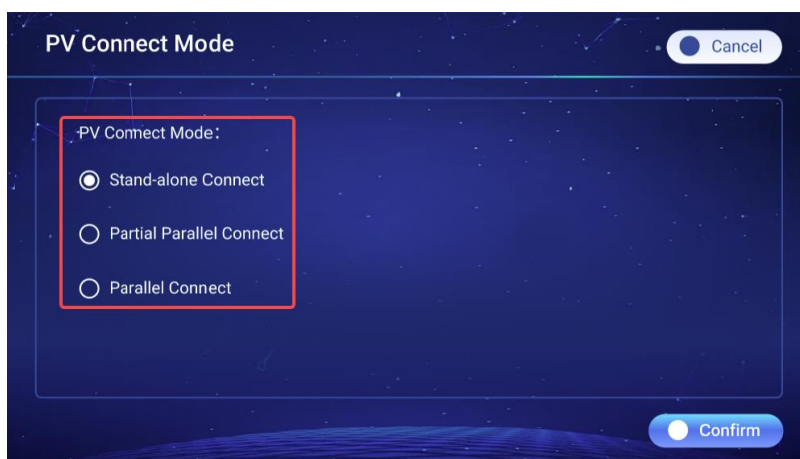 PV Connect Mode
Cancel
PV Connect Mode:
Stand-alone Connect
Partial Parallel Connect
Parallel Connect
Confirm